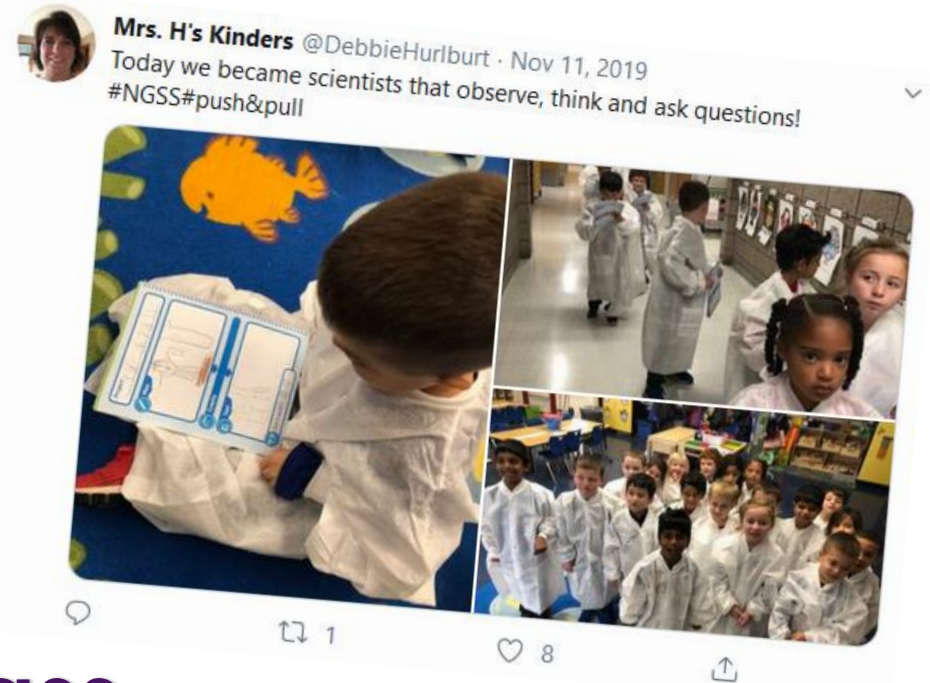 Mrs. H's Kinders @DebbieHurlburt · Nov 11, 2019
Today we became scientists that observe, think and ask questions!
#NGSS#push&pull
1
8